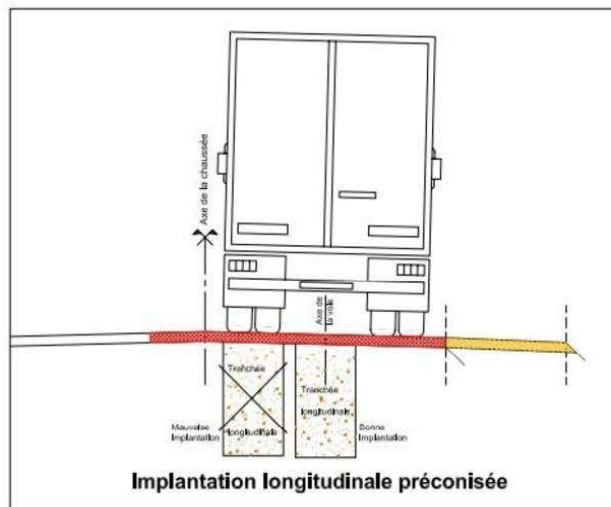 Axe de la chaussée
Axe de
la voie
Tranchée
longitudinale
Mauvaise
Implantation
Tranchée
longitudinale
Bonne
Implantation
Implantation longitudinale préconisée